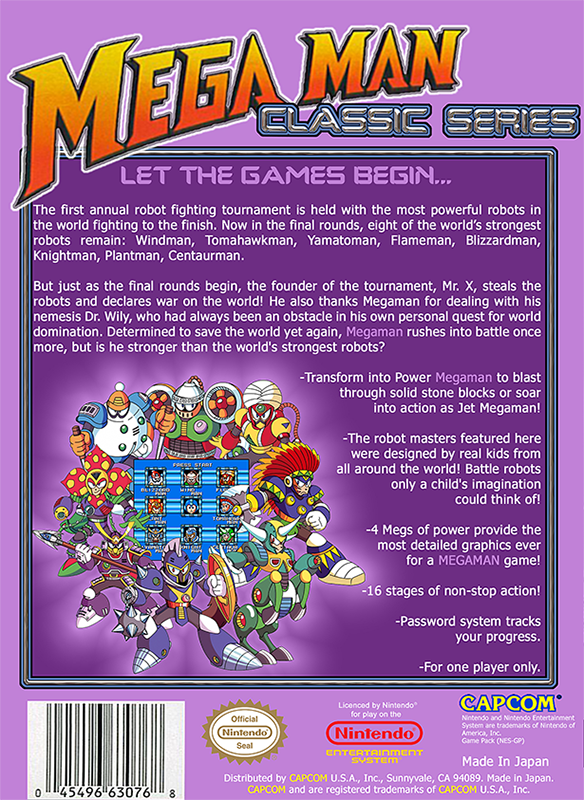 MEGA MAN
CLASSIC SERIES
LET THE GAMES BEGIN...
The first annual robot fighting tournament is held with the most powerful robots in
the world fighting to the finish. Now in the final rounds, eight of the world's strongest
robots remain: Windman, Tomahawkman, Yamatoman, Flameman, Blizzardman,
Knightman, Plantman, Centaurman.
But just as the final rounds begin, the founder of the tournament, Mr. X, steals the
robots and declares war on the world! He also thanks Megaman for dealing with his
nemesis Dr. Wily, who had always been an obstacle in his own personal quest for world
domination. Determined to save the world yet again, Megaman rushes into battle once
more, but is he stronger than the world's strongest robots?
-Transform into Power Megaman to blast
through solid stone blocks or soar
into action as Jet Megaman!
-The robot masters featured here
were designed by real kids from
all around the world! Battle robots
only a child's imagination
could think of!
PRESS START
-4 Megs of power provide the
most detailed graphics ever
for a MEGAMAN game!
-16 stages of non-stop action!
-Password system tracks
your progress.
-For one player only.
0 45496 63076 8
Official
Nintendo
Seal
Licenced by Nintendo®
for play on the
Nintendo®
ENTERTAINMENT
SYSTEM™
CAPCOM®
Nintendo and Nintendo Entertainment
System are trademarks of Nintendo of
America, Inc.
Game Pack (NES-GP)
Made In Japan
Distributed by CAPCOM U.S.A., Inc., Sunnyvale, CA 94089. Made in Japan.
CAPCOM and are registered trademarks of CAPCOM U.S.A., Inc.